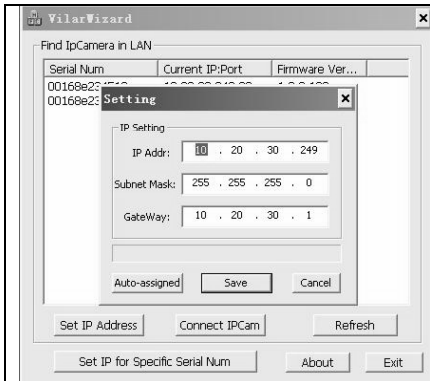 VilarWizard
Find IpCamera in LAN
Serial Num Current IP:Port Firmware Ver...
00168e2
00168e23
Setting
IP Setting
IP Addr: 10 . 20 . 30 . 249
Subnet Mask: 255 . 255 . 255 . 0
GateWay: 10 . 20 . 30 . 1
Auto-assigned Save Cancel
Set IP Address Connect IPCam Refresh
Set IP for Specific Serial Num About Exit